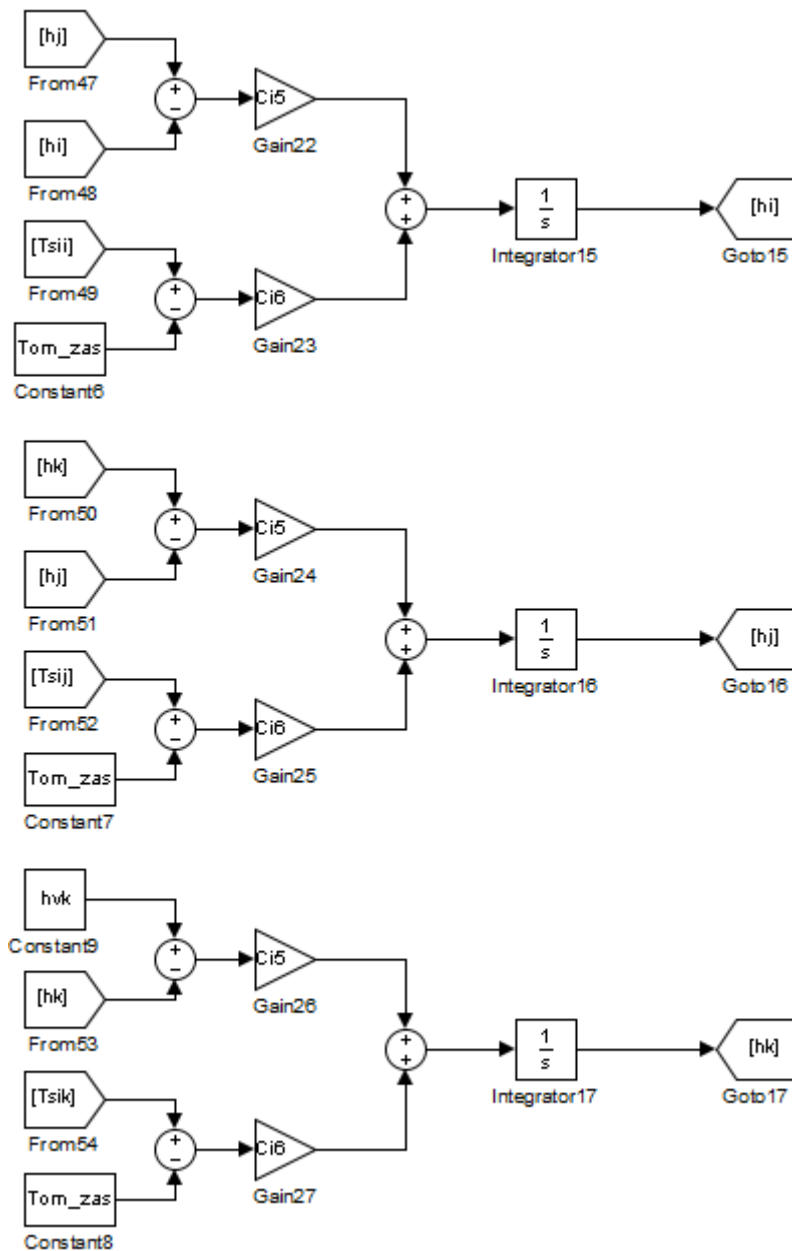 [hj]
From47
+
−
Ci5
Gain22
[hi]
From48
+
+
1
s
Integrator15
[hi]
Goto15
[Tsii]
From49
+
−
Ci6
Gain23
Tom_zas
Constant6
[hk]
From50
+
−
Ci5
Gain24
[hj]
From51
+
+
1
s
Integrator16
[hj]
Goto16
[Tsij]
From52
+
−
Ci6
Gain25
Tom_zas
Constant7
hvk
Constant9
+
−
Ci5
Gain26
[hk]
From53
+
+
1
s
Integrator17
[hk]
Goto17
[Tsik]
From54
+
−
Ci6
Gain27
Tom_zas
Constant8